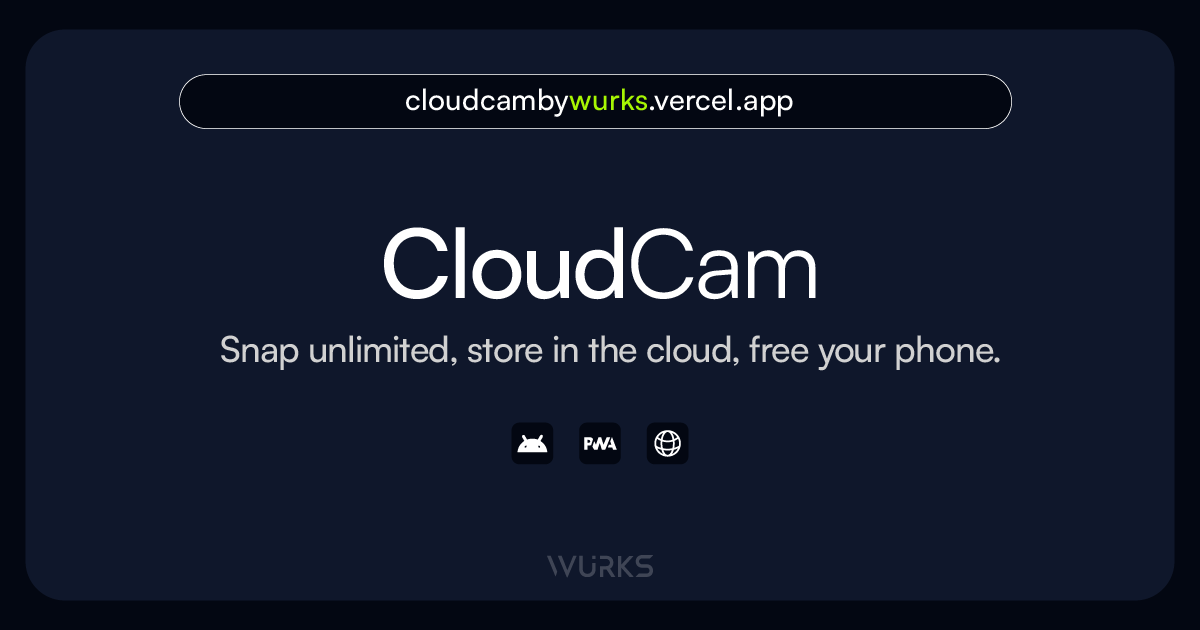 cloudcambywurks.vercel.app
CloudCam
Snap unlimited, store in the cloud, free your phone.
PWA
WURKS